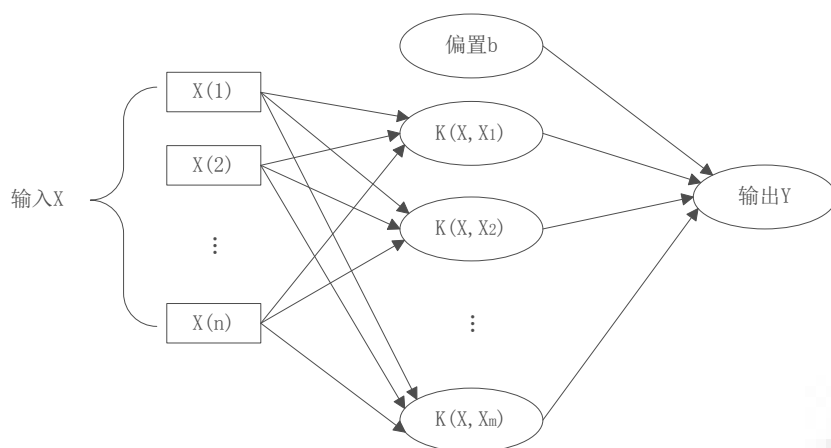 偏置b
X(1)
K(X,X1)
X(2)
输入X
输出Y
K(X,X2)
⋮
X(n)
⋮
K(X,Xm)